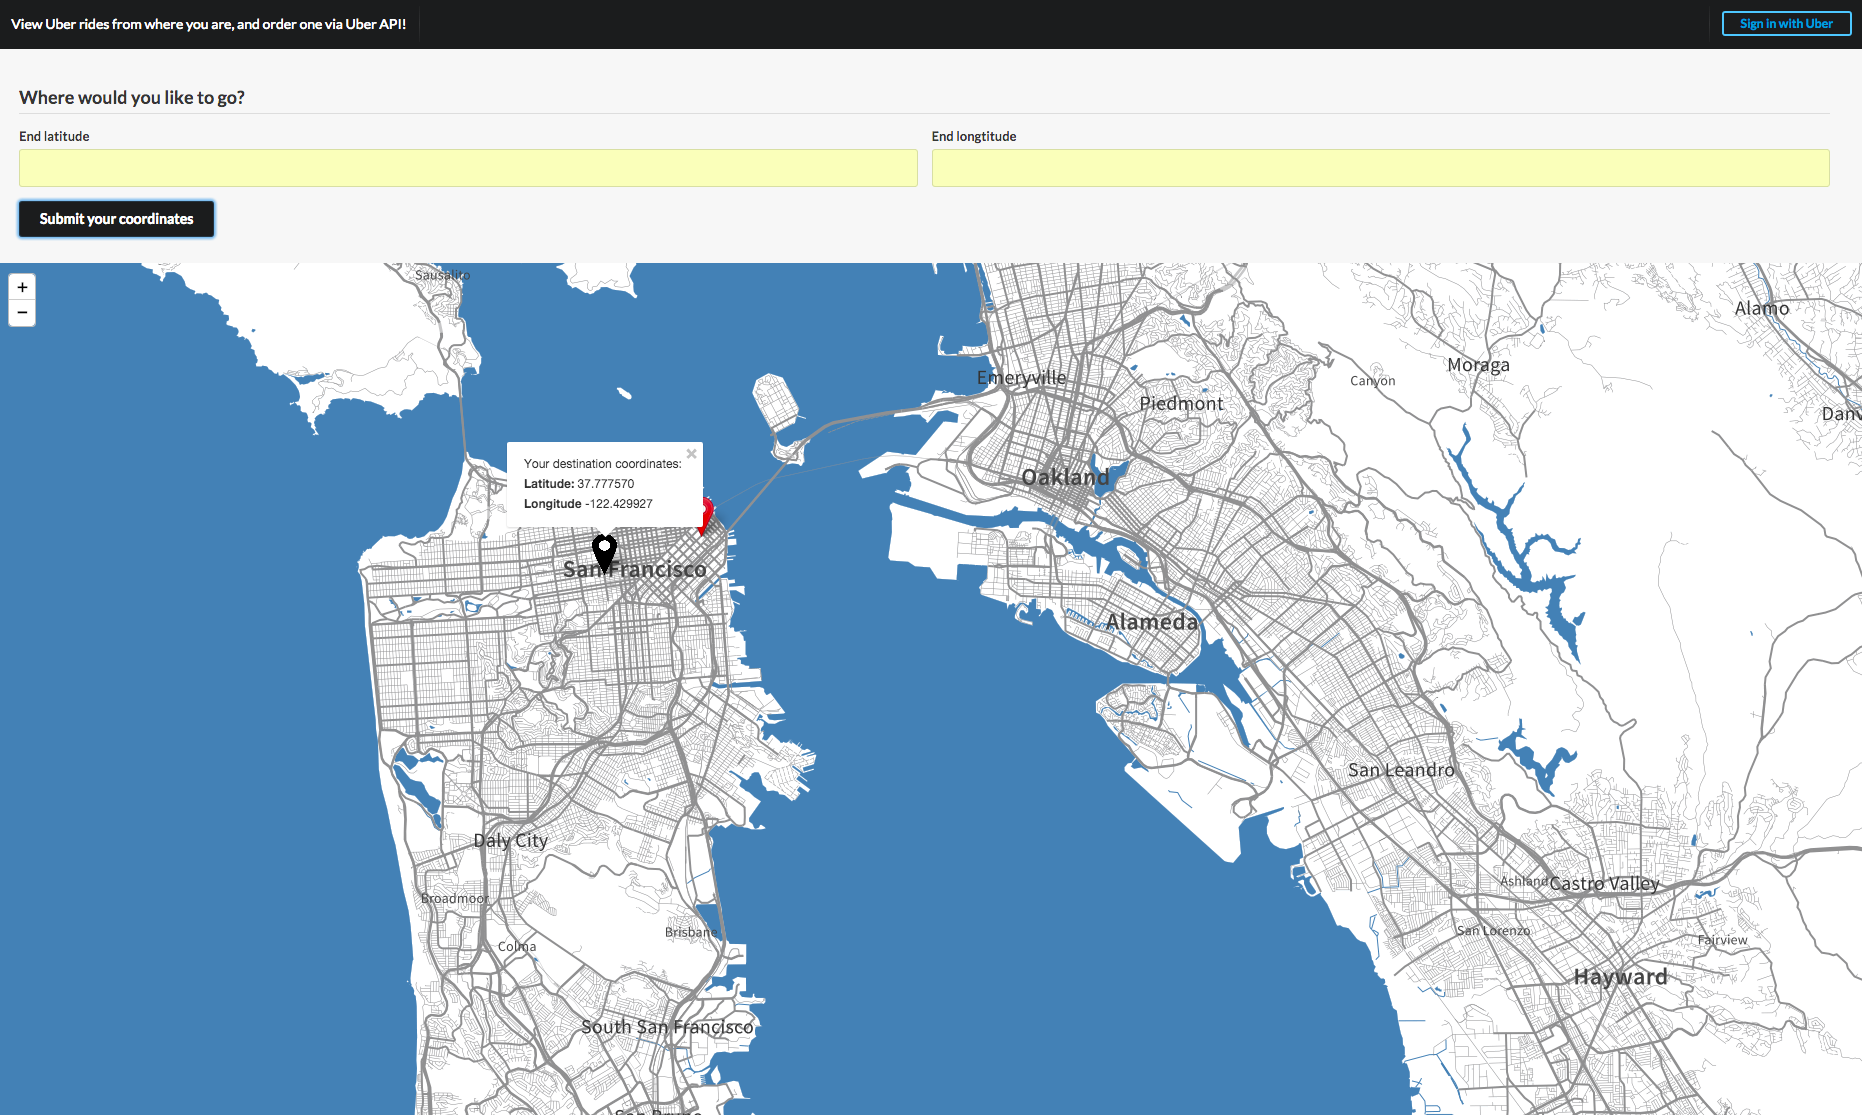 View Uber rides from where you are, and order one via Uber API!
Sign in with Uber
Where would you like to go?
End latitude
End longtitude
Submit your coordinates
+
−
Sausalito
Alamo
Moraga
Emeryville
Canyon
Piedmont
Danv
Your destination coordinates:
×
Latitude: 37.777570
Longitude -122.429927
Oakland
San Francisco
Alameda
San Leandro
Daly City
Ashland
Castro Valley
Broadmoor
San Lorenzo
Brisbane
Fairview
Colma
Hayward
South San Francisco
San Bruno